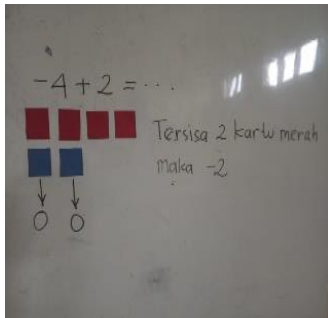 -4 + 2 = ...
Tersisa 2 kartu merah
maka -2
0 0